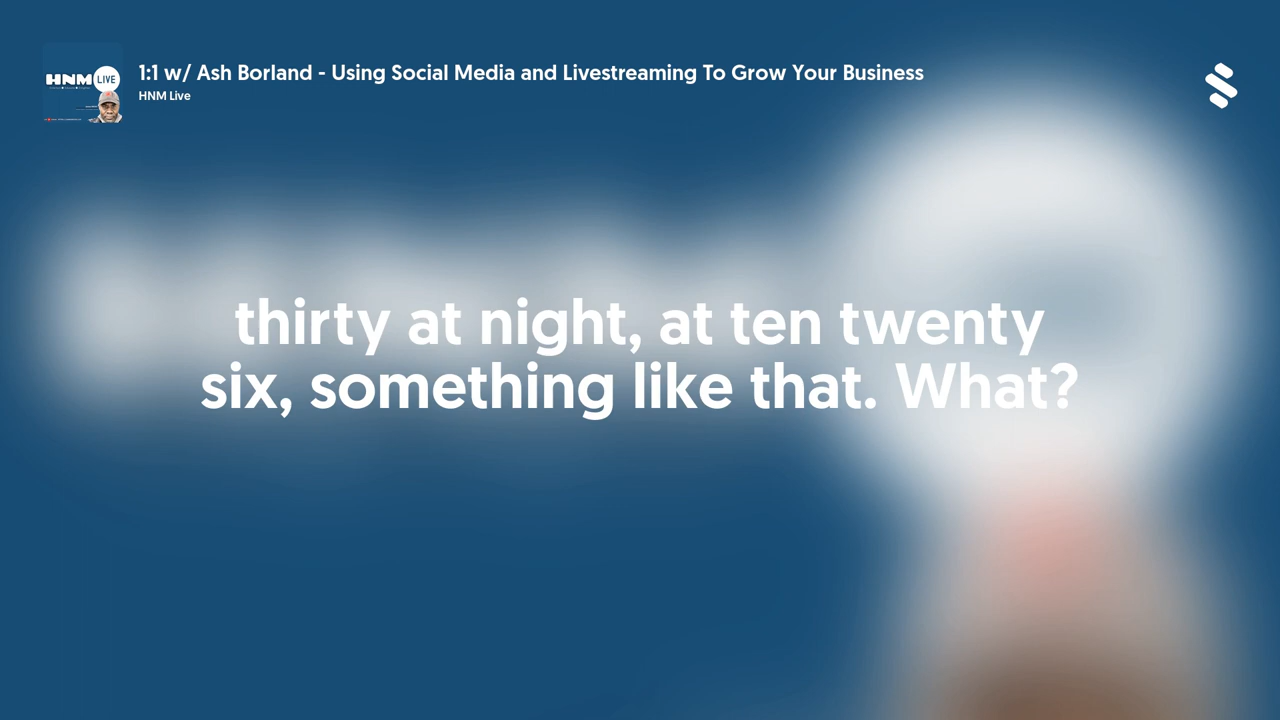 HNM LIVE
1:1 w/ Ash Borland - Using Social Media and Livestreaming To Grow Your Business
HNM Live
thirty at night, at ten twenty
six, something like that. What?